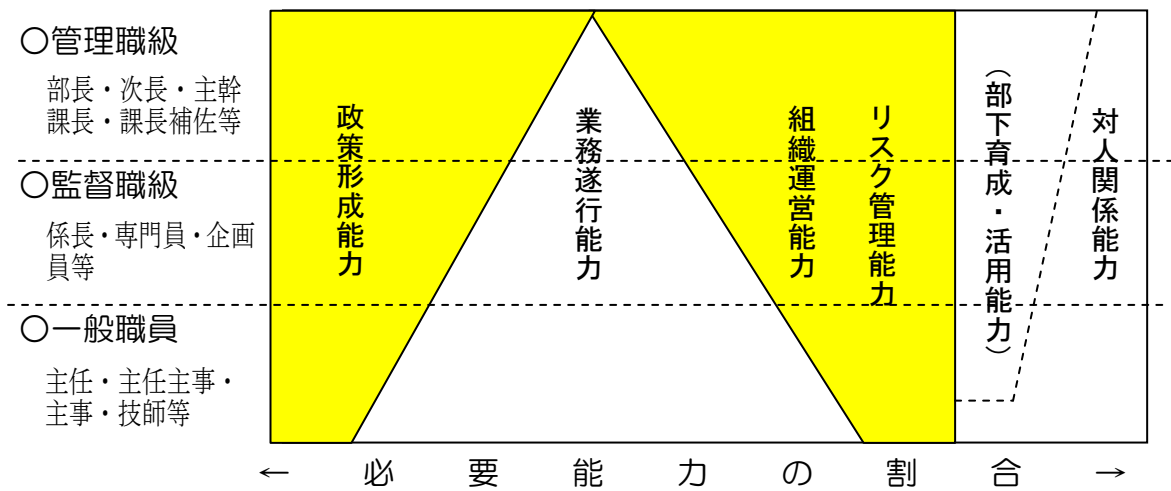 ○管理職級
部長・次長・主幹
課長・課長補佐等
○監督職級
係長・専門員・企画
員等
○一般職員
主任・主任主事・
主事・技師等
政策形成能力
業務遂行能力
組織運営能力
リスク管理能力
（部下育成・活用能力）
対人関係能力
← 必要能力の割合 →